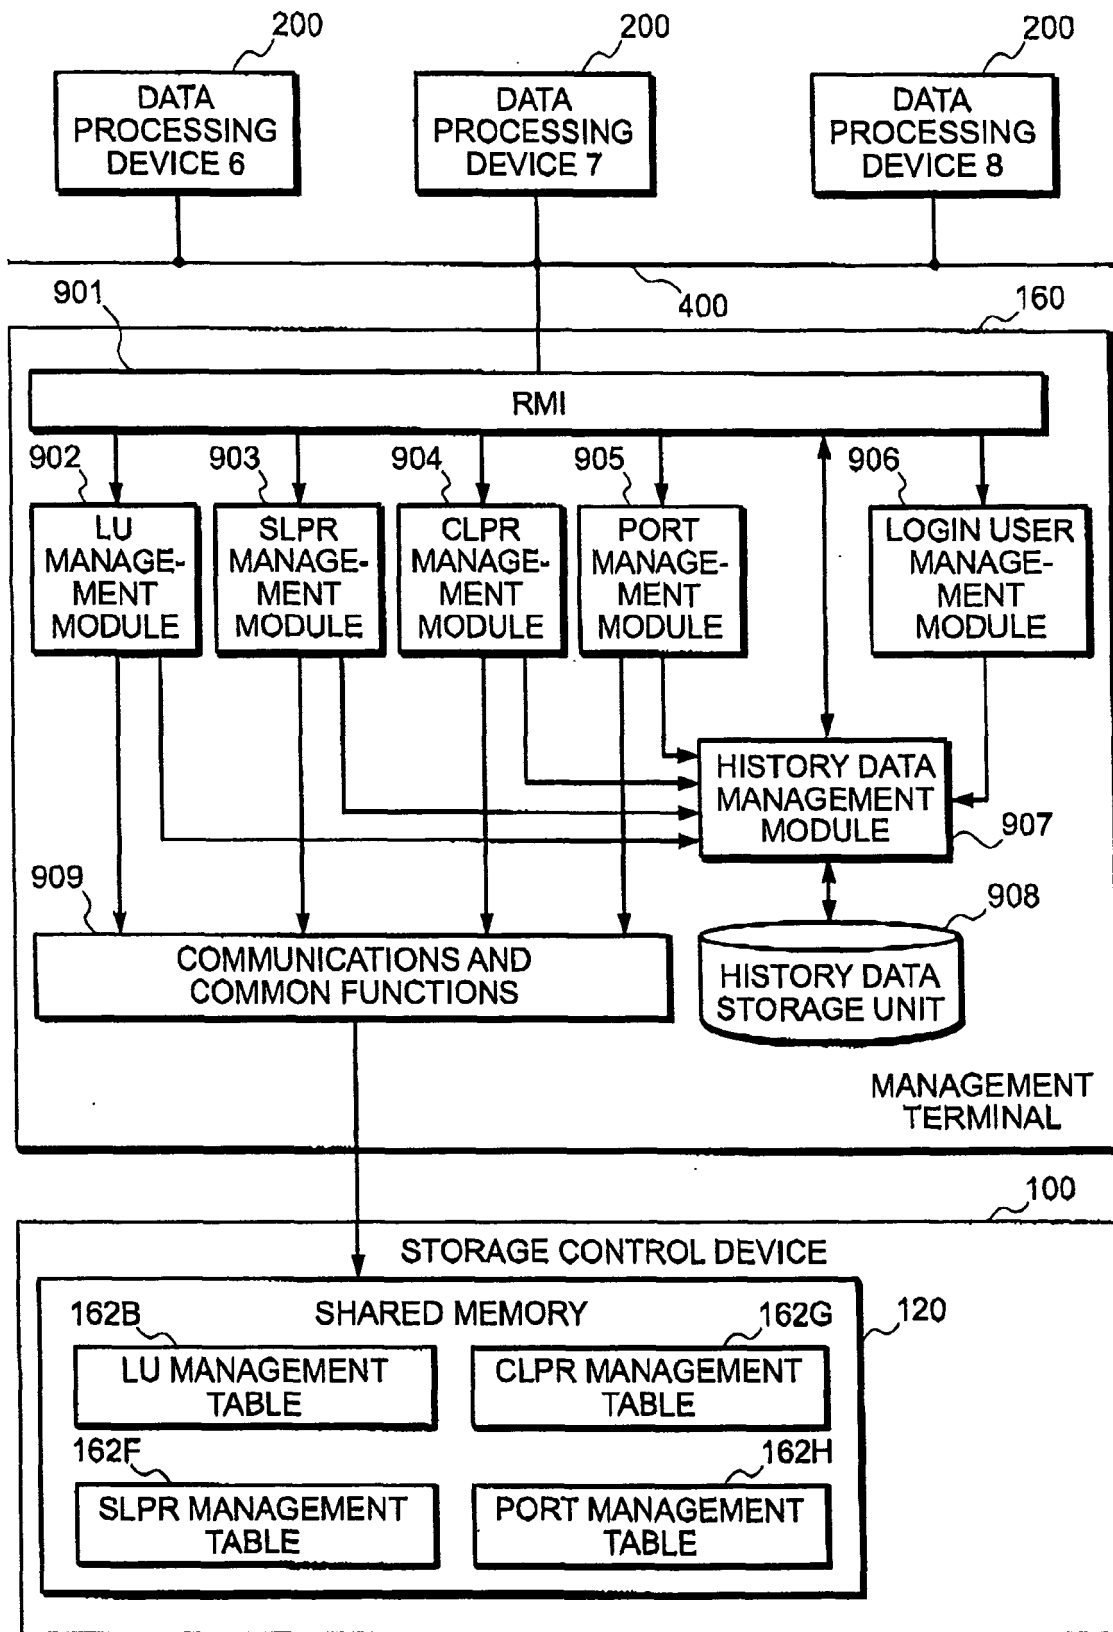 200
200
200
DATA
PROCESSING
DEVICE 6
DATA
PROCESSING
DEVICE 7
DATA
PROCESSING
DEVICE 8
400
901
160
RMI
902
903
904
905
906
LU
MANAGE-
MENT
MODULE
SLPR
MANAGE-
MENT
MODULE
CLPR
MANAGE-
MENT
MODULE
PORT
MANAGE-
MENT
MODULE
LOGIN USER
MANAGE-
MENT
MODULE
HISTORY DATA
MANAGEMENT
MODULE
907
909
908
COMMUNICATIONS AND
COMMON FUNCTIONS
HISTORY DATA
STORAGE UNIT
MANAGEMENT
TERMINAL
100
STORAGE CONTROL DEVICE
SHARED MEMORY
120
162B
162G
LU MANAGEMENT
TABLE
CLPR MANAGEMENT
TABLE
162F
162H
SLPR MANAGEMENT
TABLE
PORT MANAGEMENT
TABLE